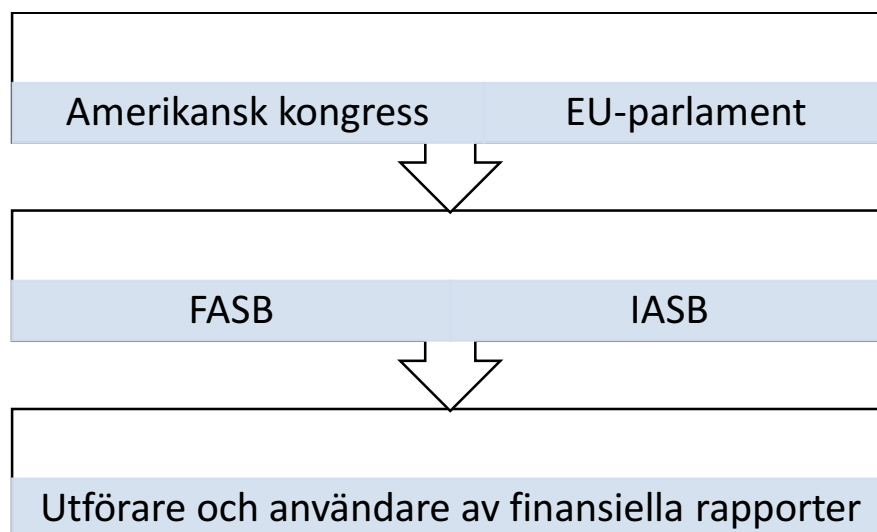 Amerikansk kongress EU-parlament
FASB IASB
Utförare och användare av finansiella rapporter